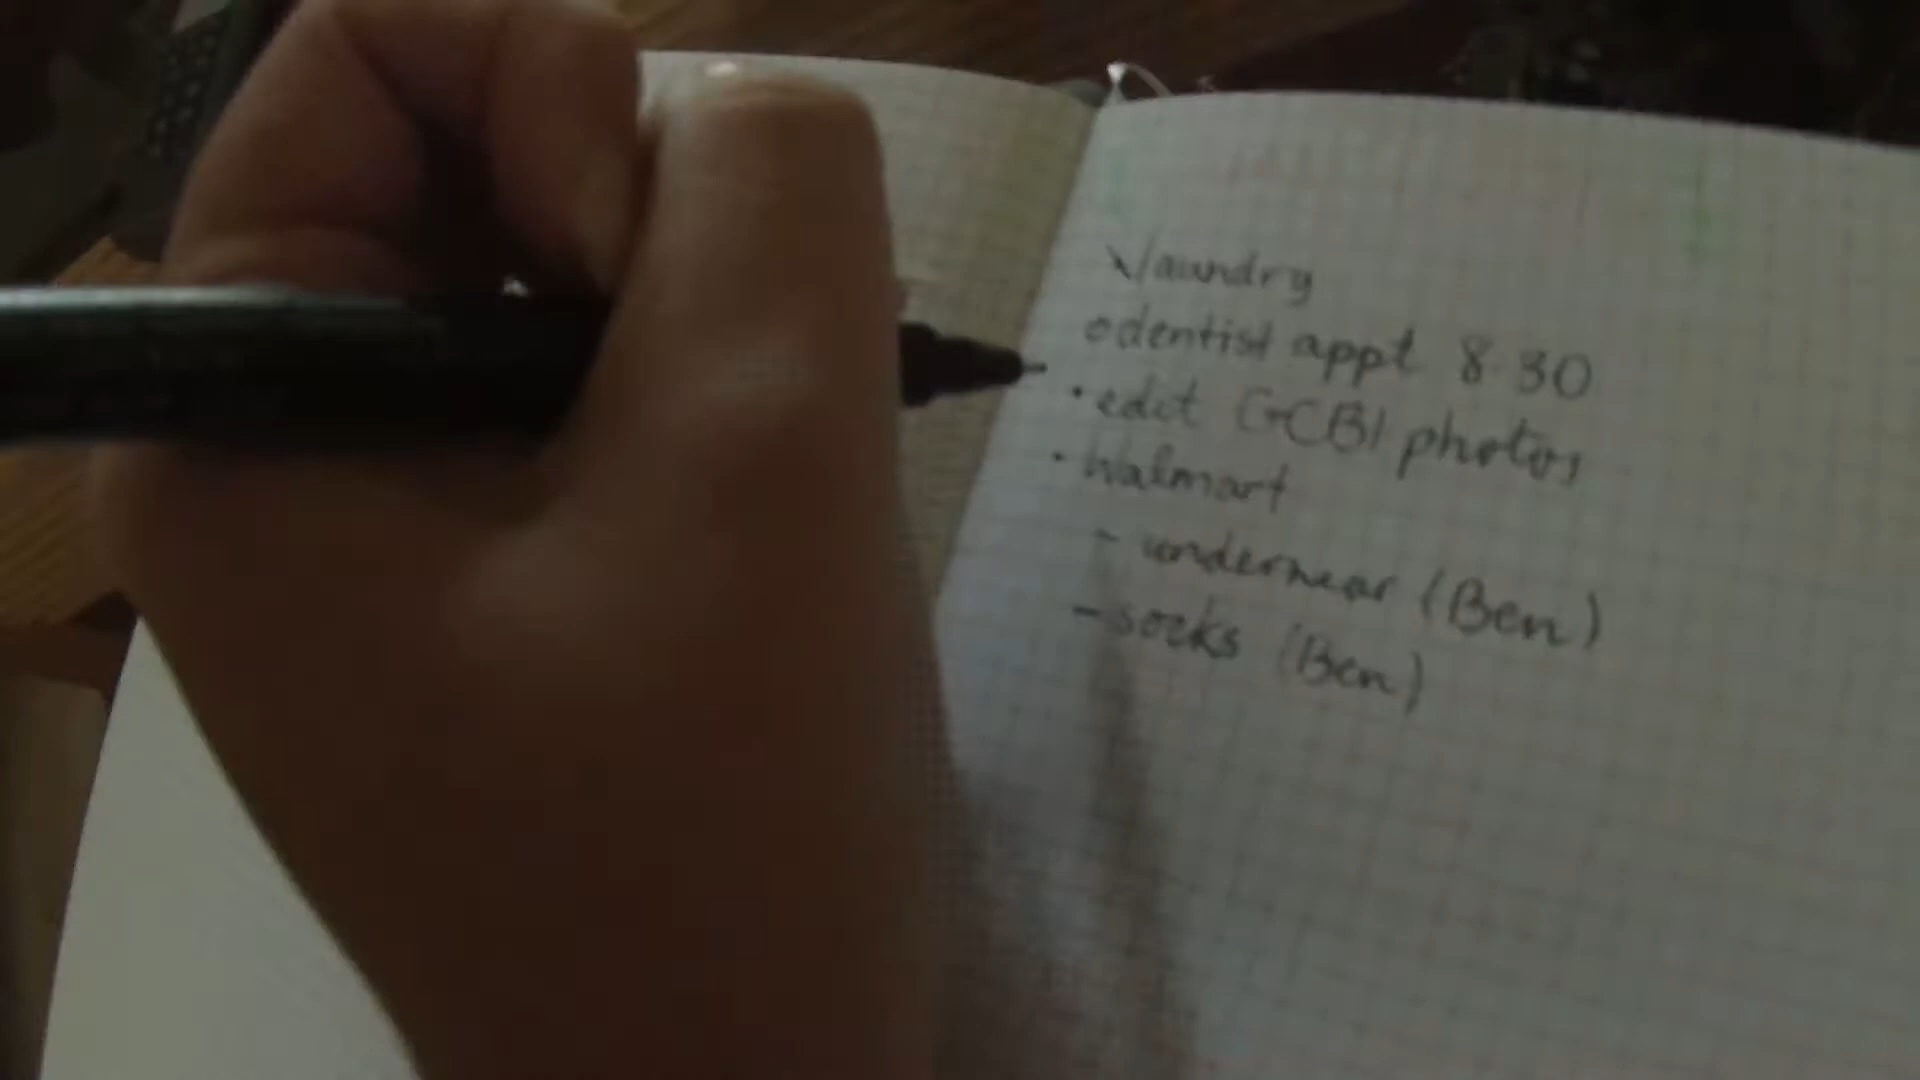 laundry
o dentist appt 8:30
• edit GCBI photos
• Walmart
- underwear (Ben)
- socks (Ben)